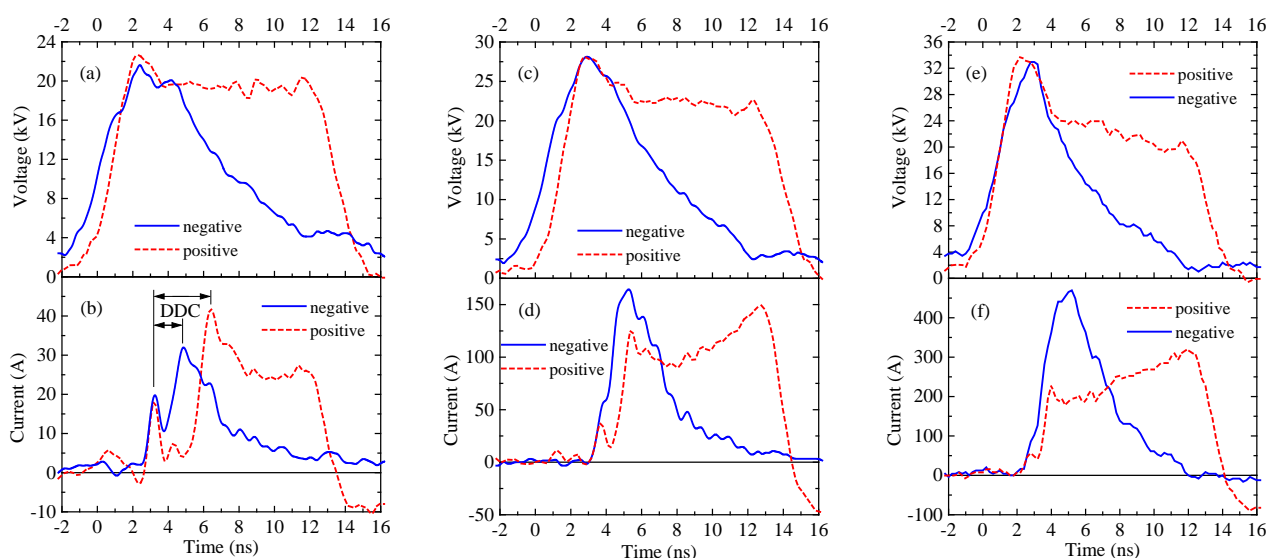 -2 0 2 4 6 8 10 12 14 16
24
20
16
12
8
4
0
Voltage (kV)
(a)
negative
positive
40
30
20
10
0
-10
Current (A)
(b)
DDC
negative
positive
-2 0 2 4 6 8 10 12 14 16
Time (ns)
-2 0 2 4 6 8 10 12 14 16
30
25
20
15
10
5
0
Voltage (kV)
(c)
negative
positive
150
100
50
0
-50
Current (A)
(d)
negative
positive
-2 0 2 4 6 8 10 12 14 16
Time (ns)
-2 0 2 4 6 8 10 12 14 16
36
32
28
24
20
16
12
8
4
0
Voltage (kV)
(e)
positive
negative
400
300
200
100
0
-100
Current (A)
(f)
positive
negative
-2 0 2 4 6 8 10 12 14 16
Time (ns)